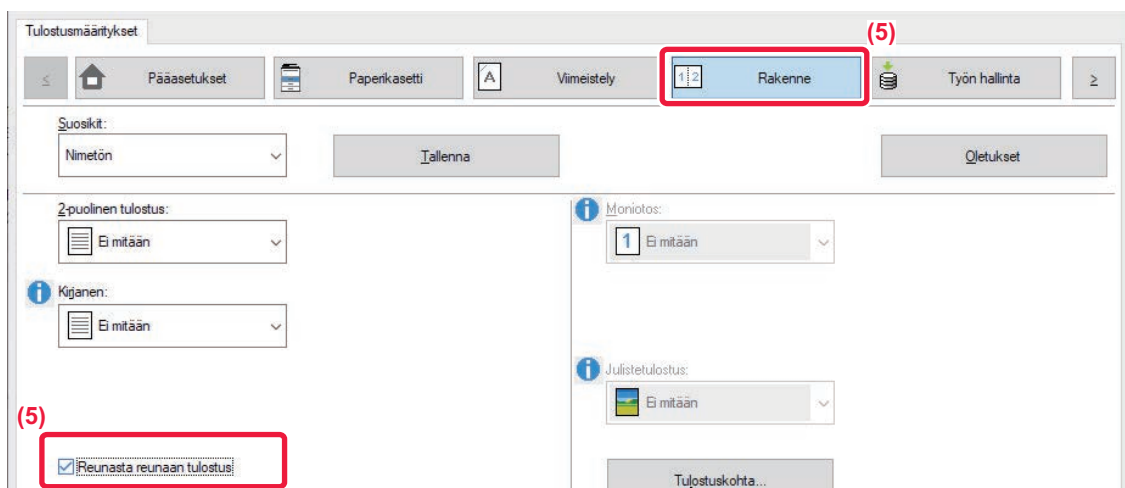 Tulostusmääritykset
(5)
< Pääasetukset Paperikasetti A Viimeistely 1 2 Rakenne Työn hallinta >
Suosikit:
Nimetön Tallenna Oletukset
2-puolinen tulostus: Moniotos:
Ei mitään 1 Ei mitään
Kirjanen:
Ei mitään
Julistetulostus:
Ei mitään
(5)
Reunasta reunaan tulostus
Tulostuskohta...